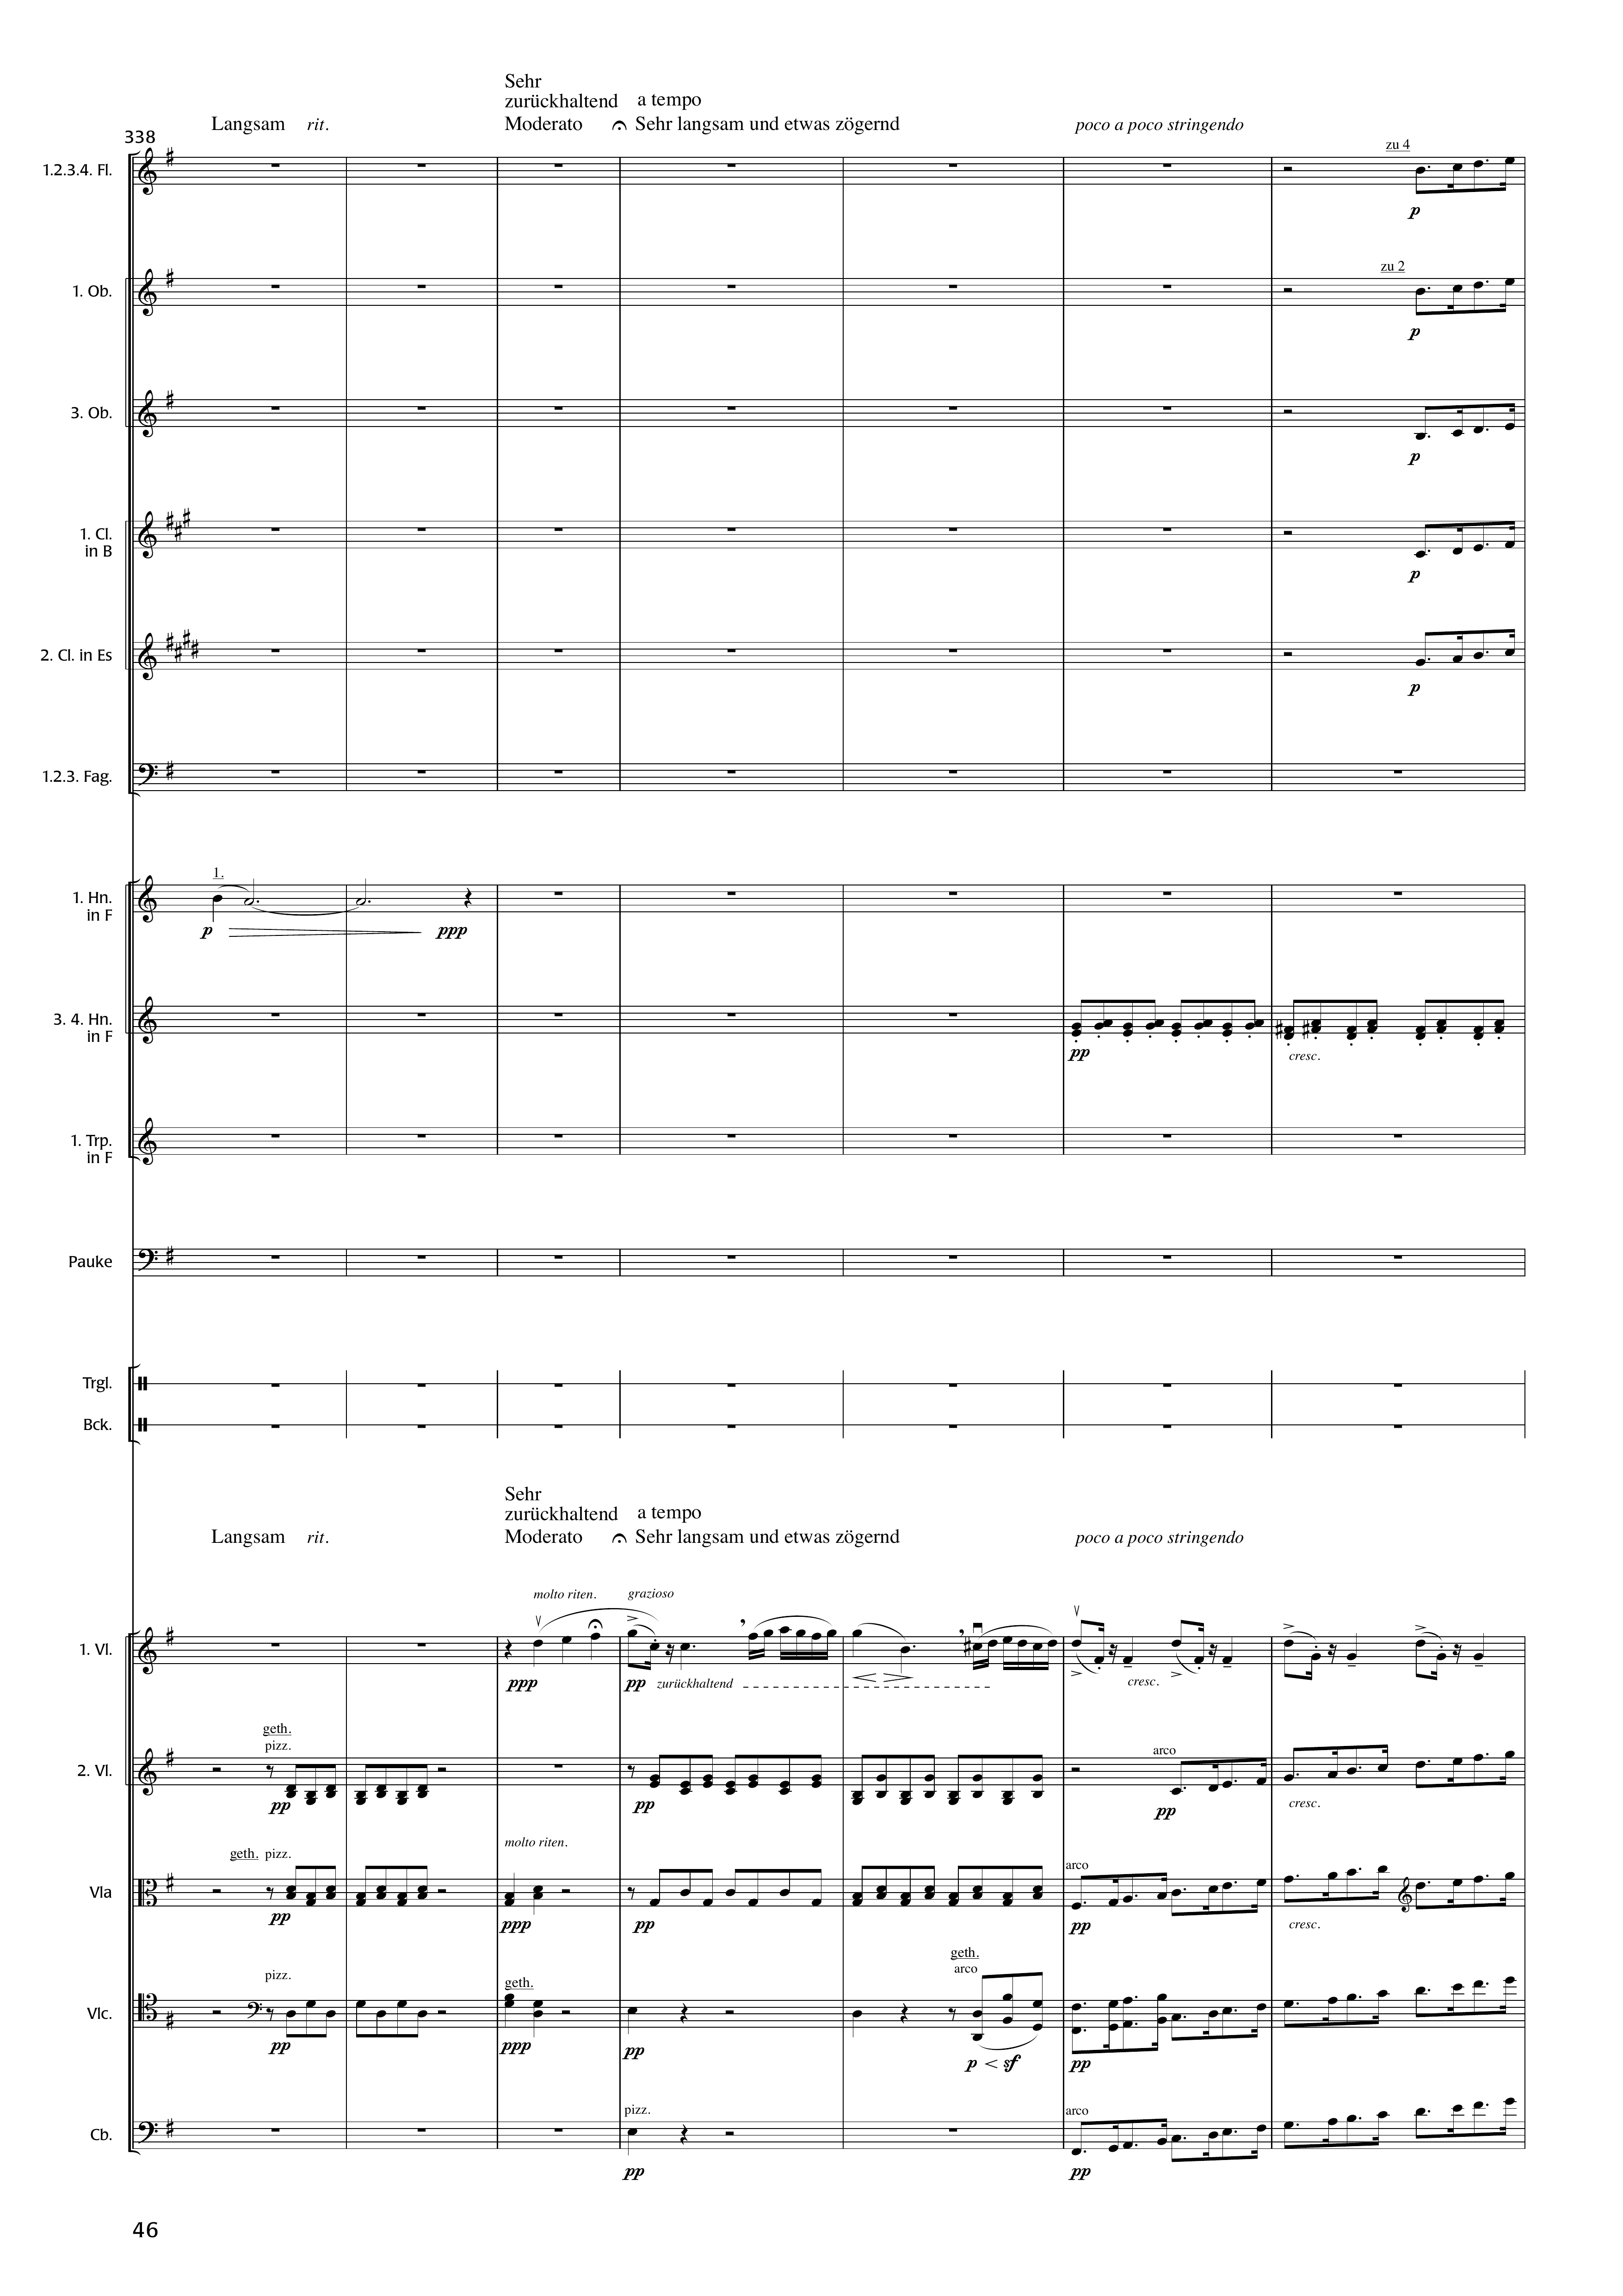 Sehr
zurückhaltend a tempo
Langsam rit. Moderato Sehr langsam und etwas zögernd poco a poco stringendo
338
zu 4
1.2.3.4. Fl.
p
zu 2
1. Ob.
p
3. Ob.
p
1. Cl.
in B
p
2. Cl. in Es
p
1.2.3. Fag.
1.
1. Hn.
in F
p ppp
3. 4. Hn.
in F
pp cresc.
1. Trp.
in F
Pauke
Trgl.
Bck.
Sehr
zurückhaltend a tempo
Langsam rit. Moderato Sehr langsam und etwas zögernd poco a poco stringendo
molto riten. grazioso
1. Vl.
ppp pp zurückhaltend cresc.
geth.
pizz. arco
2. Vl.
pp pp pp cresc.
molto riten.
geth. pizz. arco
Vla
pp ppp pp pp cresc.
geth.
pizz. geth. arco
Vlc.
pp ppp pp p sf pp
pizz. arco
Cb.
pp pp
46